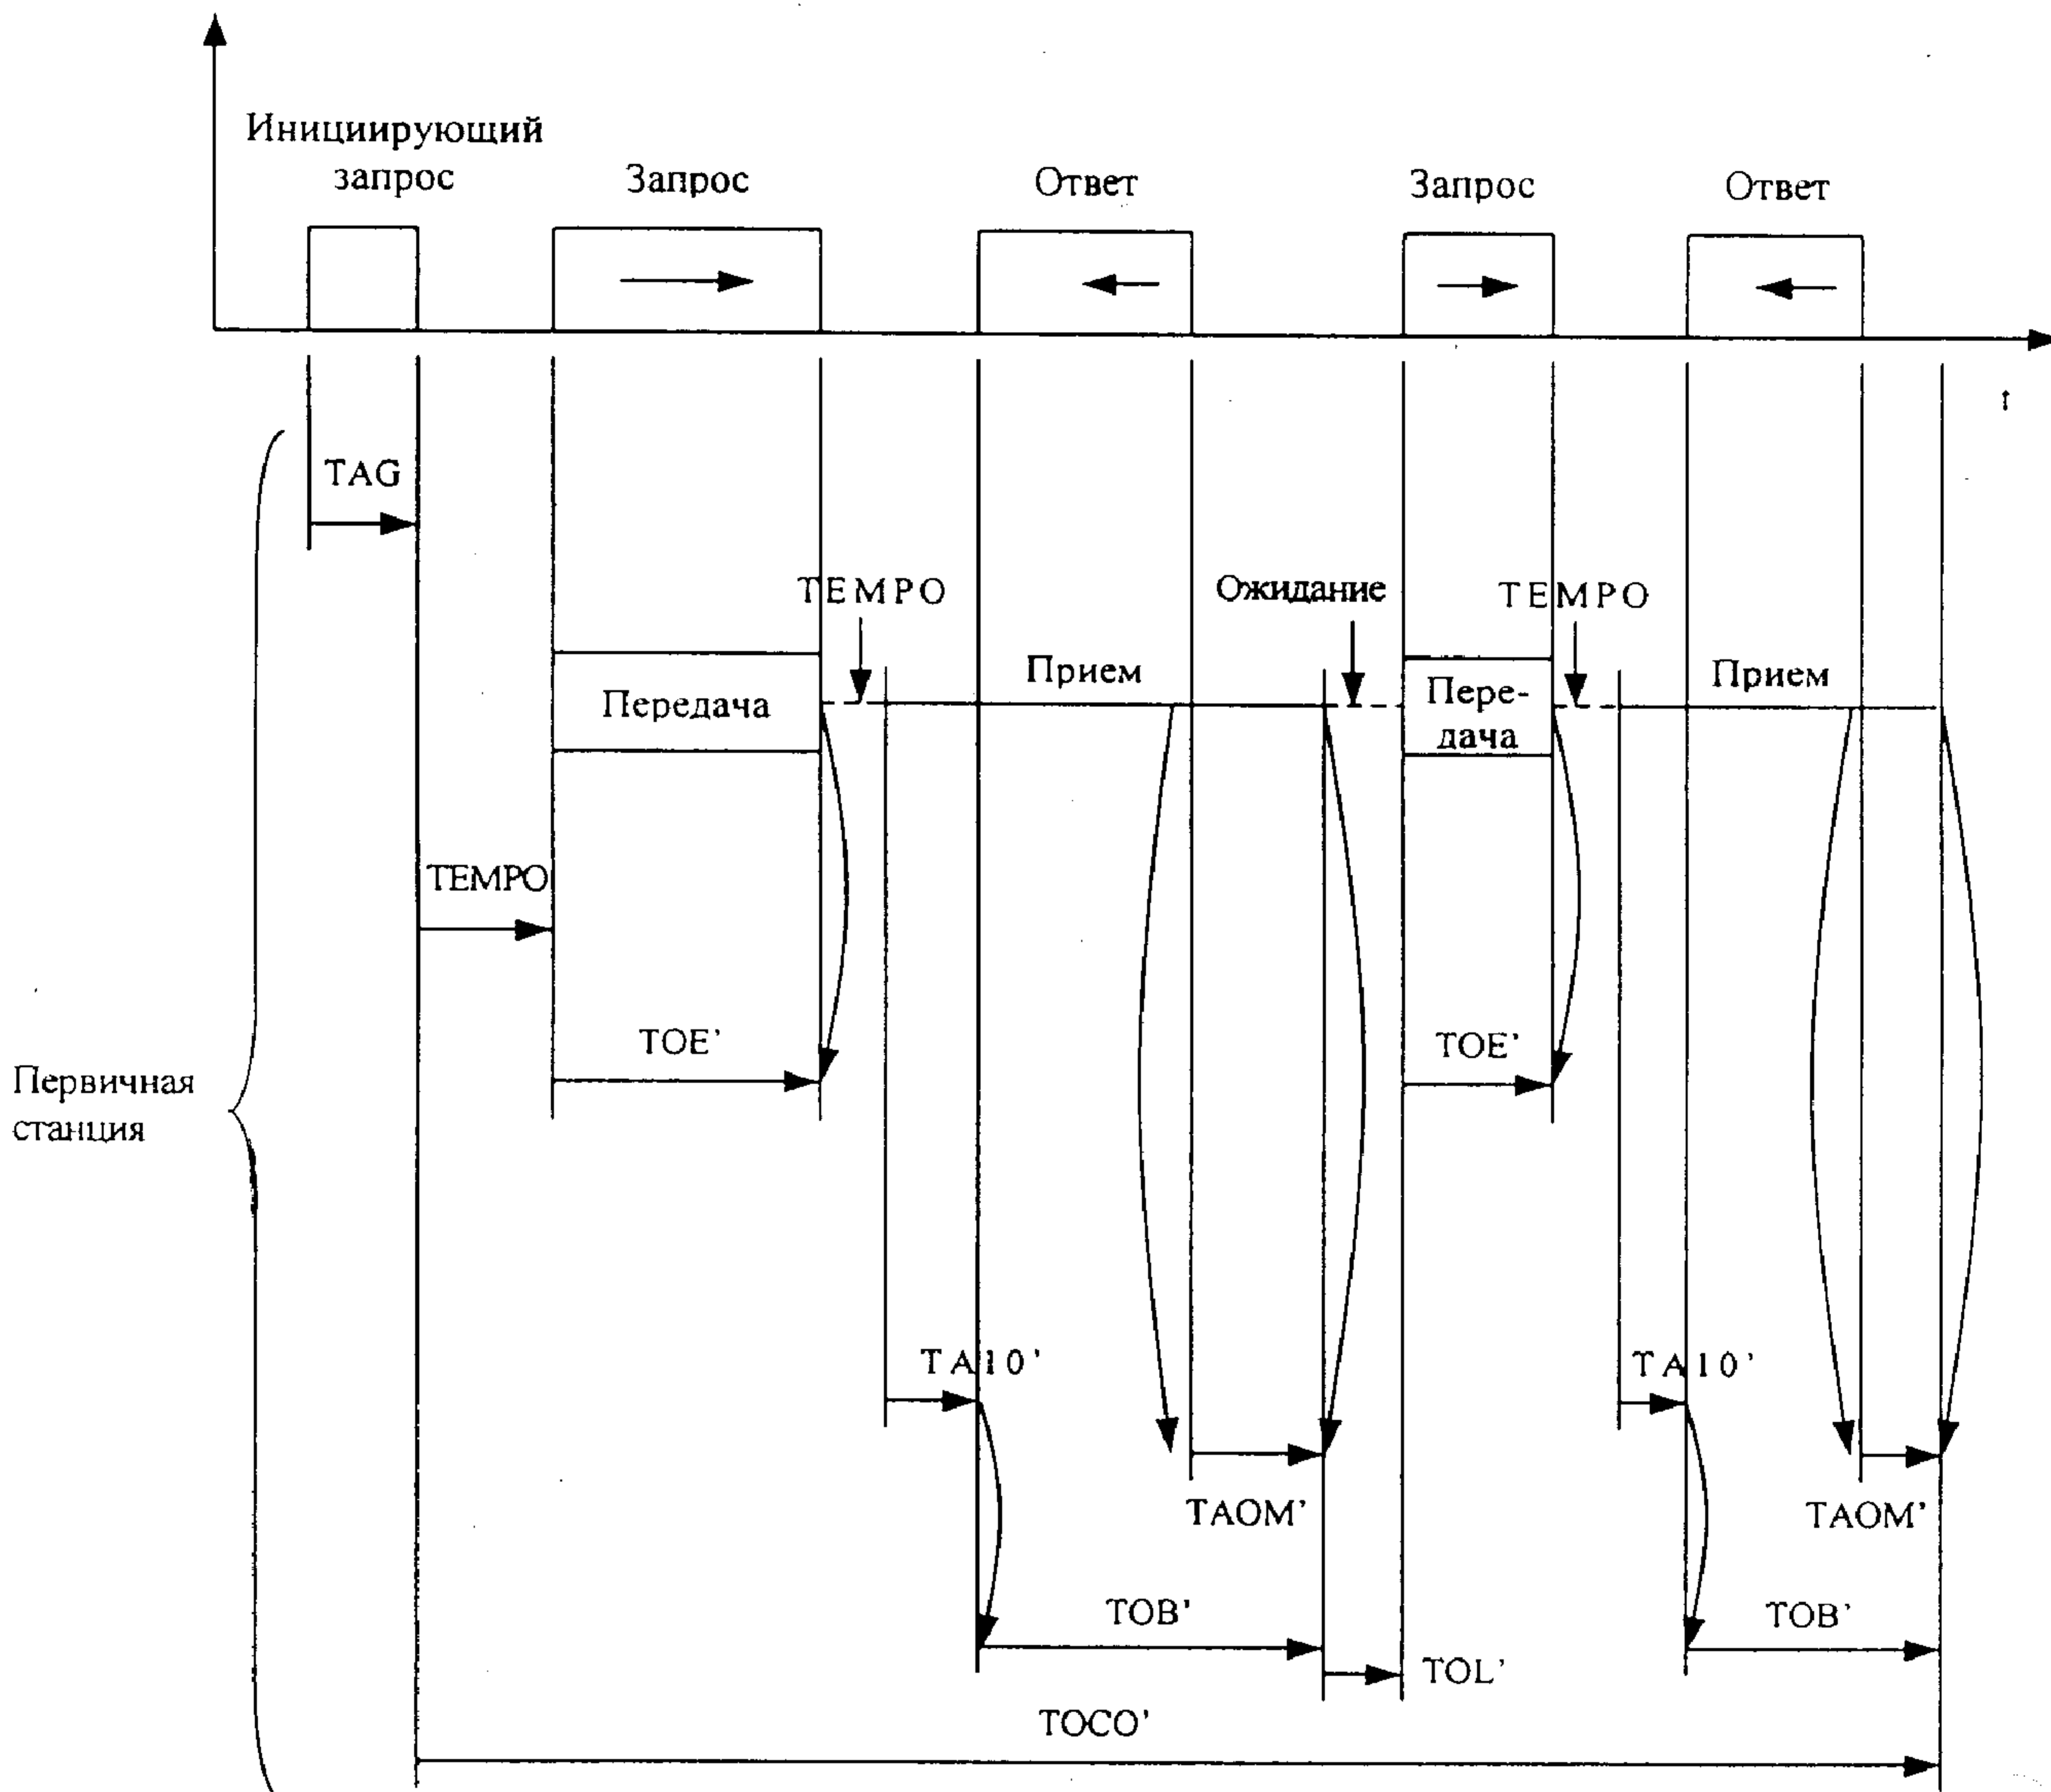 Инициирующий
запрос
Запрос
Ответ
Запрос
Ответ
t
TAG
TEMPO
Ожидание
TEMPO
Передача
Прием
Пере-
дача
Прием
TEMPO
TOE'
TOE'
Первичная
станция
TA10'
TA10'
TAOM'
TAOM'
TOB'
TOB'
TOL'
TOCO'